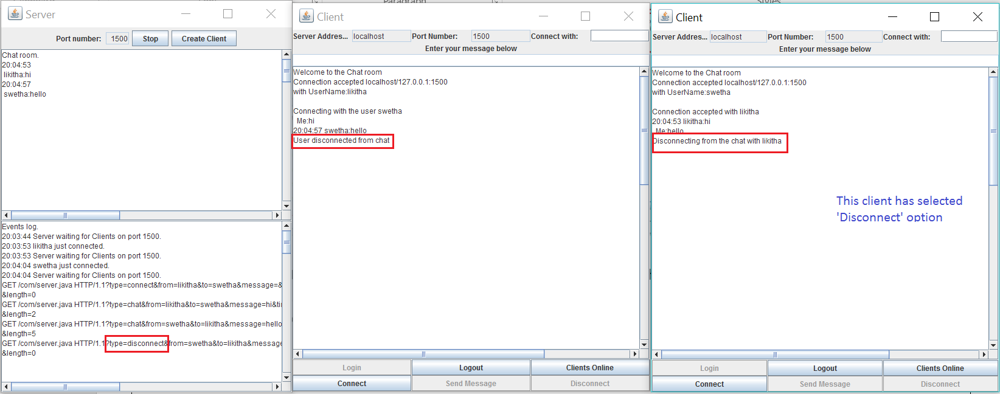 Paragraph
Styles
Server
Port number:
1500
Stop
Create Client
Chat room.
20:04:53
likitha:hi
20:04:57
swetha:hello
Events log.
20:03:44 Server waiting for Clients on port 1500.
20:03:53 likitha just connected.
20:03:53 Server waiting for Clients on port 1500.
20:04:04 swetha just connected.
20:04:04 Server waiting for Clients on port 1500.
GET /com/server.java HTTP/1.1?type=connect&from=likitha&to=swetha&message=&
&length=0
GET /com/server.java HTTP/1.1?type=chat&from=likitha&to=swetha&message=hi&ti
&length=2
GET /com/server.java HTTP/1.1?type=chat&from=swetha&to=likitha&message=hello
&length=5
GET /com/server.java HTTP/1.1?type=disconnect&from=swetha&to=likitha&message
&length=0
Client
Server Addres...
localhost
Port Number:
1500
Connect with:
Enter your message below
Welcome to the Chat room
Connection accepted localhost/127.0.0.1:1500
with UserName:likitha
Connecting with the user swetha
Me:hi
20:04:57 swetha:hello
User disconnected from chat
Login
Logout
Clients Online
Connect
Send Message
Disconnect
Client
Server Addres...
localhost
Port Number:
1500
Connect with:
Enter your message below
Welcome to the Chat room
Connection accepted localhost/127.0.0.1:1500
with UserName:swetha
Connection accepted with likitha
20:04:53 likitha:hi
Me:hello
Disconnecting from the chat with likitha
This client has selected
'Disconnect' option
Login
Logout
Clients Online
Connect
Send Message
Disconnect